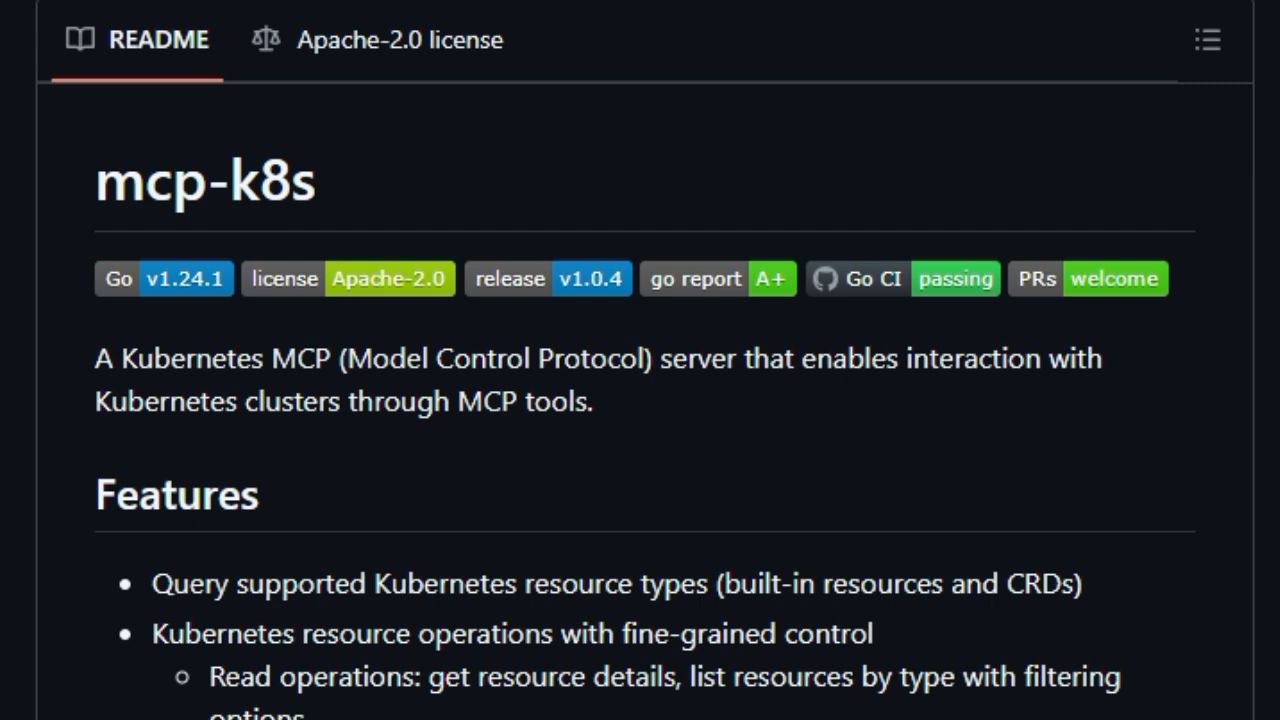 README Apache-2.0 license
mcp-k8s
Go v1.24.1 license Apache-2.0 release v1.0.4 go report A+ Go CI passing PRs welcome
A Kubernetes MCP (Model Control Protocol) server that enables interaction with
Kubernetes clusters through MCP tools.
Features
Query supported Kubernetes resource types (built-in resources and CRDs)
Kubernetes resource operations with fine-grained control
Read operations: get resource details, list resources by type with filtering
options